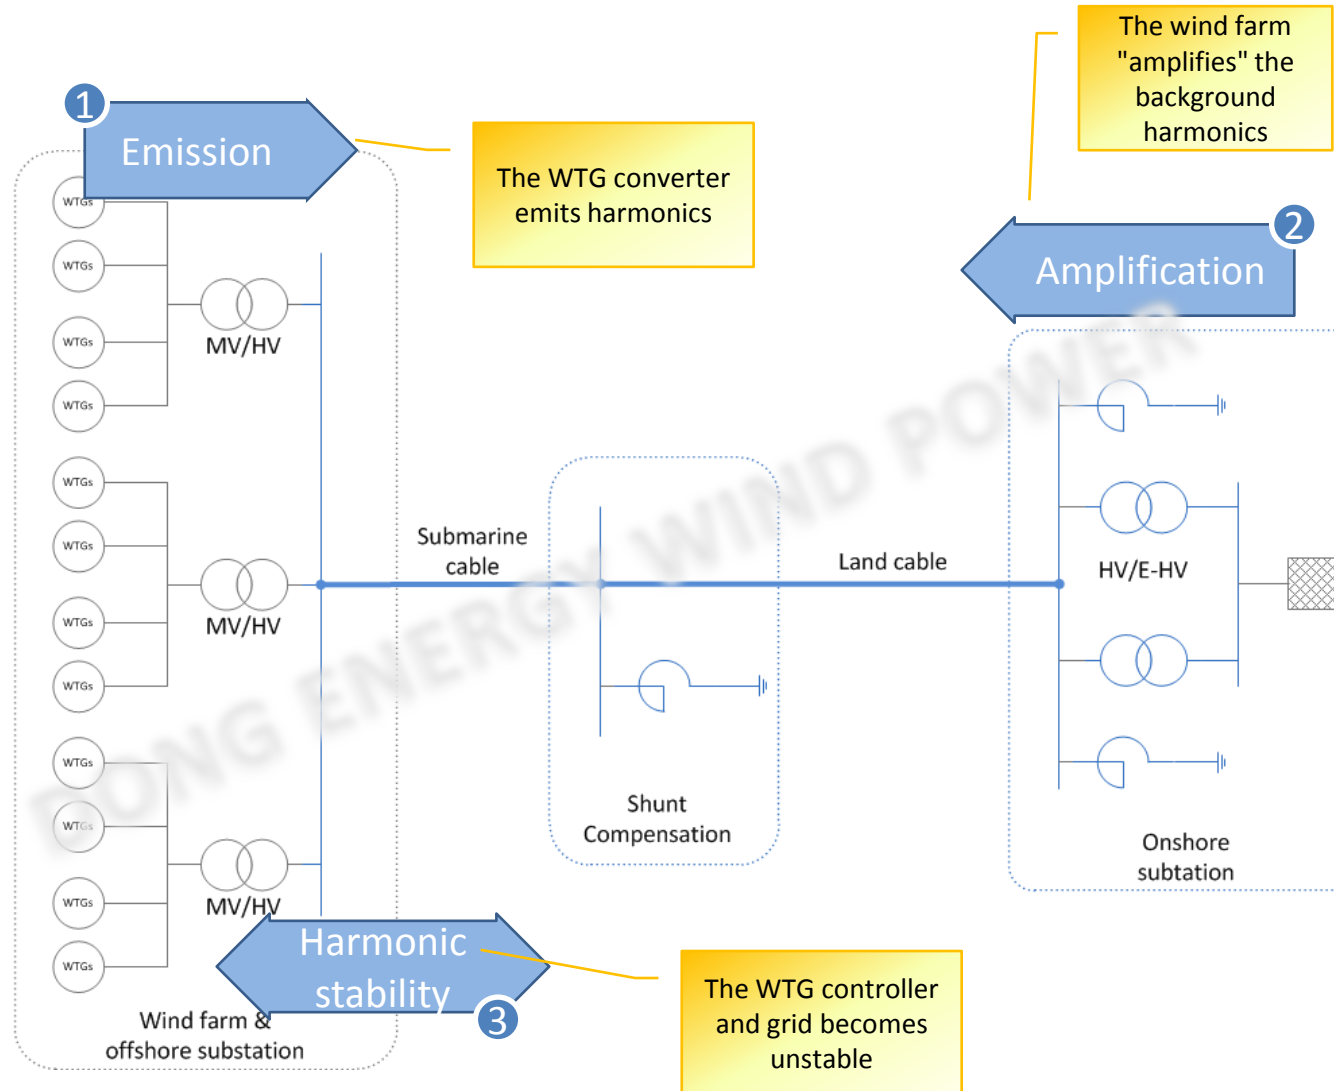 1
Emission
The WTG converter
emits harmonics
The wind farm
"amplifies" the
background
harmonics
2
Amplification
WTGs
WTGs
WTGs
WTGs
MV/HV
WTGs
WTGs
WTGs
WTGs
MV/HV
WTGs
WTGs
WTGs
WTGs
MV/HV
Submarine
cable
Land cable
HV/E-HV
Shunt
Compensation
Onshore
subtation
Harmonic
stability
3
The WTG controller
and grid becomes
unstable
Wind farm &
offshore substation
DONG ENERGY WIND POWER